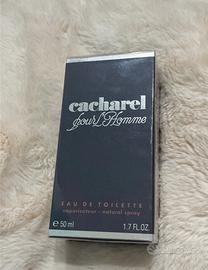 cacharel
pour l'Homme
EAU DE TOILETTE
vaporisateur - natural spray
e 50 ml 1.7 FL.OZ